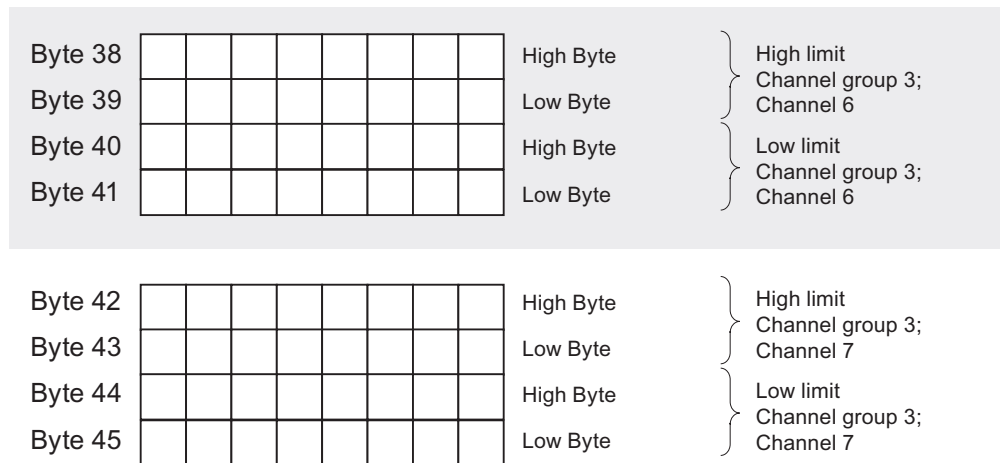 Byte 38 High Byte
Byte 39 Low Byte
High limit
Channel group 3;
Channel 6
Byte 40 High Byte
Byte 41 Low Byte
Low limit
Channel group 3;
Channel 6
Byte 42 High Byte
Byte 43 Low Byte
High limit
Channel group 3;
Channel 7
Byte 44 High Byte
Byte 45 Low Byte
Low limit
Channel group 3;
Channel 7